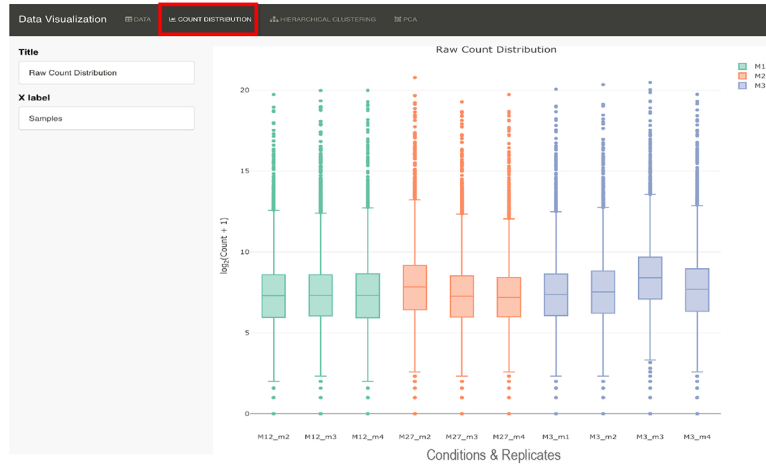 Data Visualization DATA COUNT DISTRIBUTION HIERARCHICAL CLUSTERING PCA
Title
Raw Count Distribution
X label
Samples
Raw Count Distribution
M1
M2
M3
20
15
10
5
0
log2(Count + 1)
M12_m2 M12_m3 M12_m4 M27_m2 M27_m3 M27_m4 M3_m1 M3_m2 M3_m3 M3_m4
Conditions & Replicates